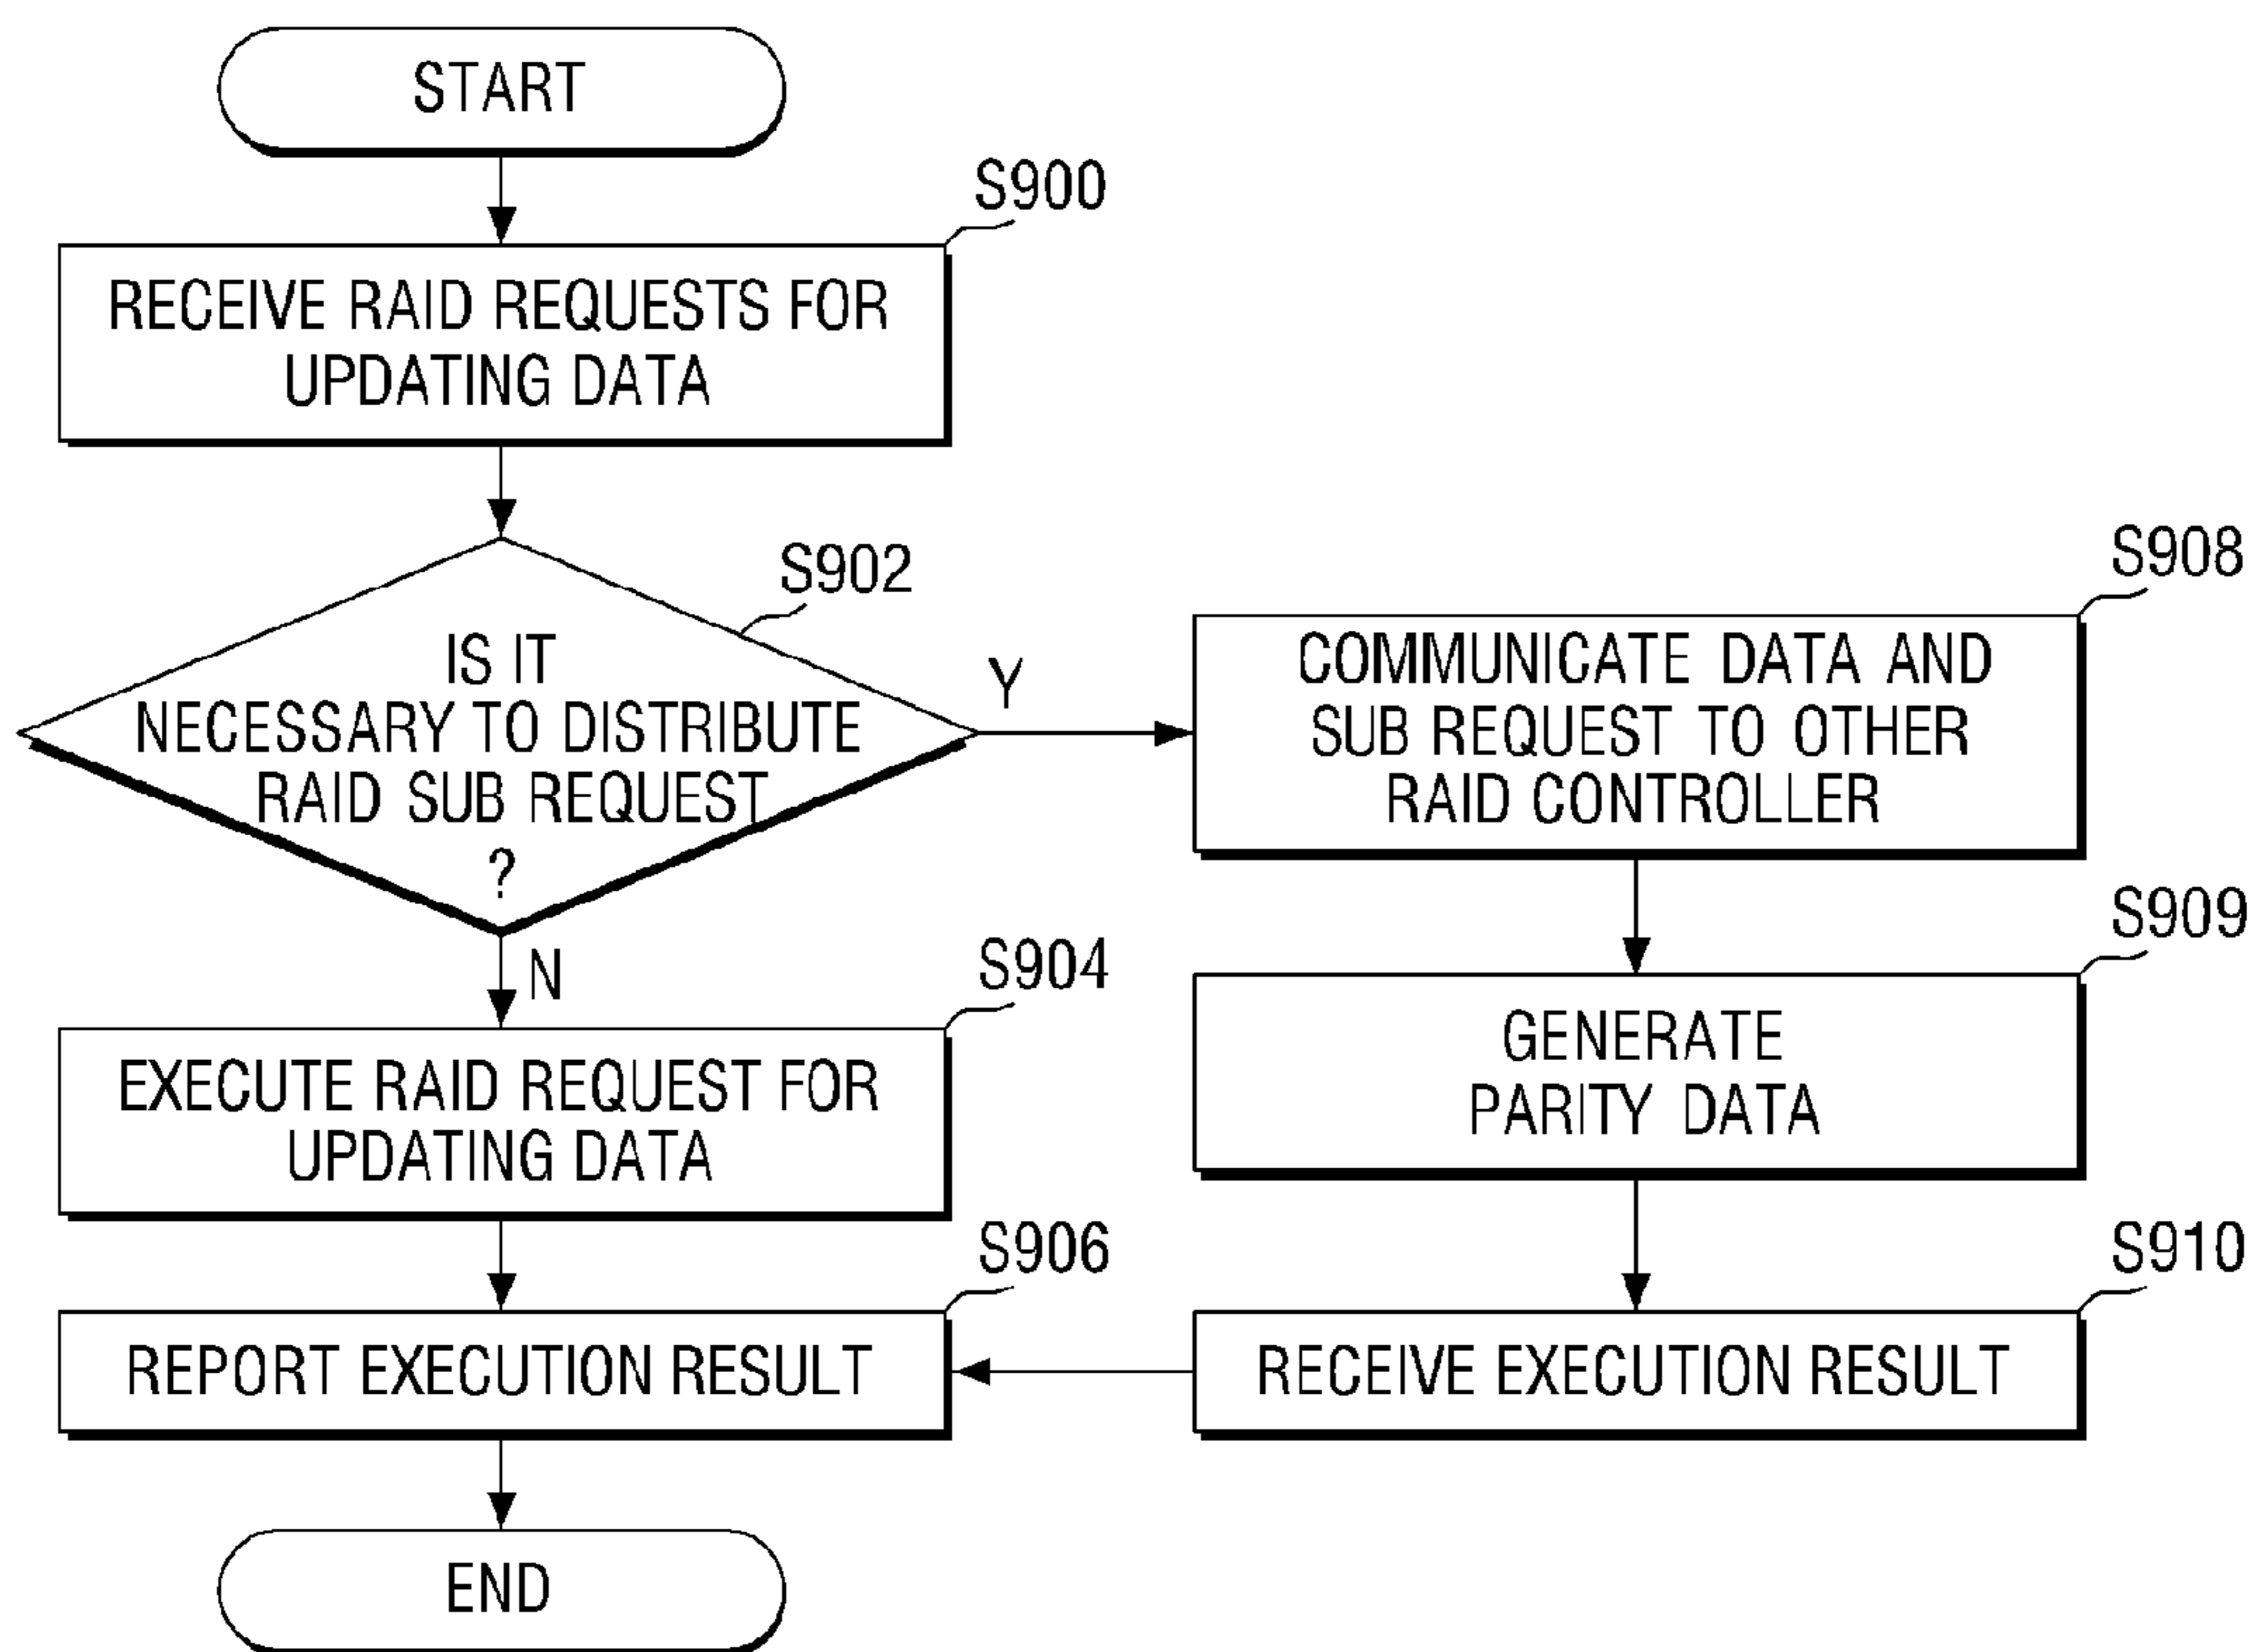 START
S900
RECEIVE RAID REQUESTS FOR
UPDATING DATA
S902
IS IT
NECESSARY TO DISTRIBUTE
RAID SUB REQUEST
?
Y
N
S908
COMMUNICATE DATA AND
SUB REQUEST TO OTHER
RAID CONTROLLER
S909
GENERATE
PARITY DATA
S904
EXECUTE RAID REQUEST FOR
UPDATING DATA
S910
RECEIVE EXECUTION RESULT
S906
REPORT EXECUTION RESULT
END